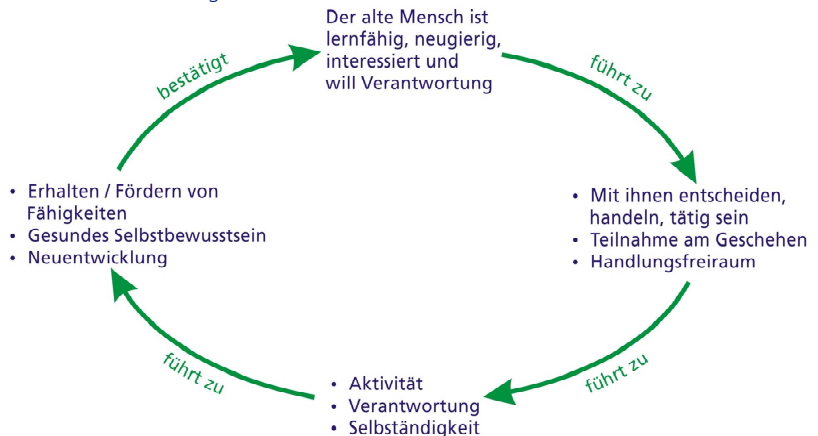 Der alte Mensch ist
lernfähig, neugierig,
interessiert und
will Verantwortung
führt zu
• Mit ihnen entscheiden,
handeln, tätig sein
• Teilnahme am Geschehen
• Handlungsfreiraum
führt zu
• Aktivität
• Verantwortung
• Selbständigkeit
führt zu
• Erhalten / Fördern von
Fähigkeiten
• Gesundes Selbstbewusstsein
• Neuentwicklung
bestätigt